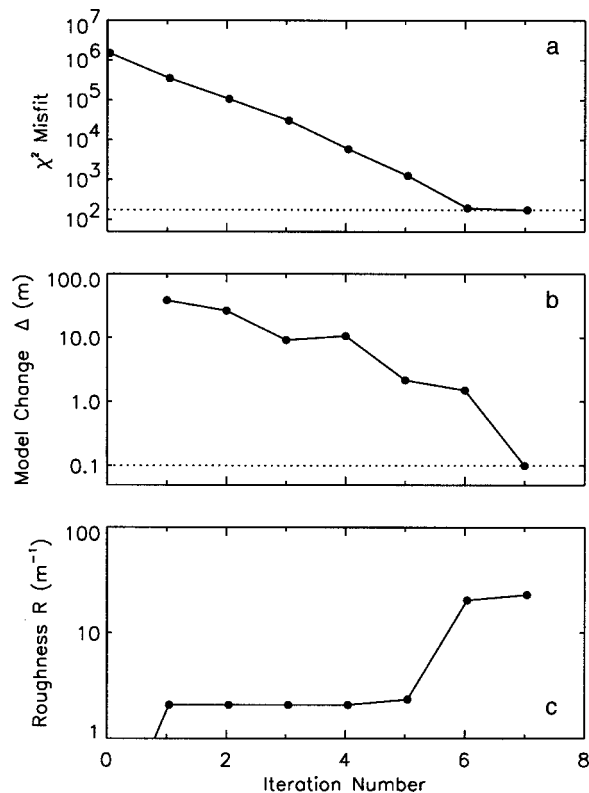 10⁷
10⁶
10⁵
10⁴
10³
10²
χ² Misfit
a
100.0
10.0
1.0
0.1
Model Change Δ (m)
b
100
10
1
Roughness R (m⁻¹)
c
0 2 4 6 8
Iteration Number